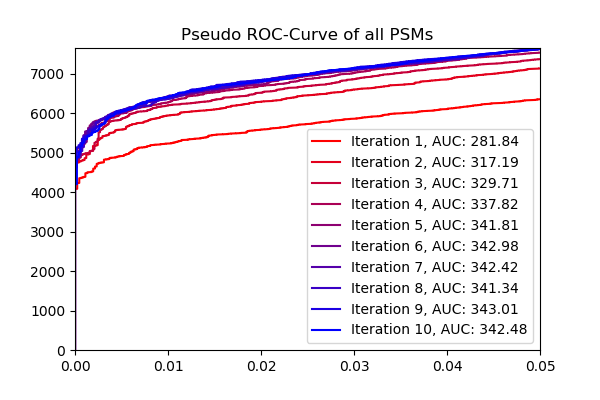 Pseudo ROC-Curve of all PSMs
7000
6000
5000
4000
3000
2000
1000
0
Iteration 1, AUC: 281.84
Iteration 2, AUC: 317.19
Iteration 3, AUC: 329.71
Iteration 4, AUC: 337.82
Iteration 5, AUC: 341.81
Iteration 6, AUC: 342.98
Iteration 7, AUC: 342.42
Iteration 8, AUC: 341.34
Iteration 9, AUC: 343.01
Iteration 10, AUC: 342.48
0.00 0.01 0.02 0.03 0.04 0.05